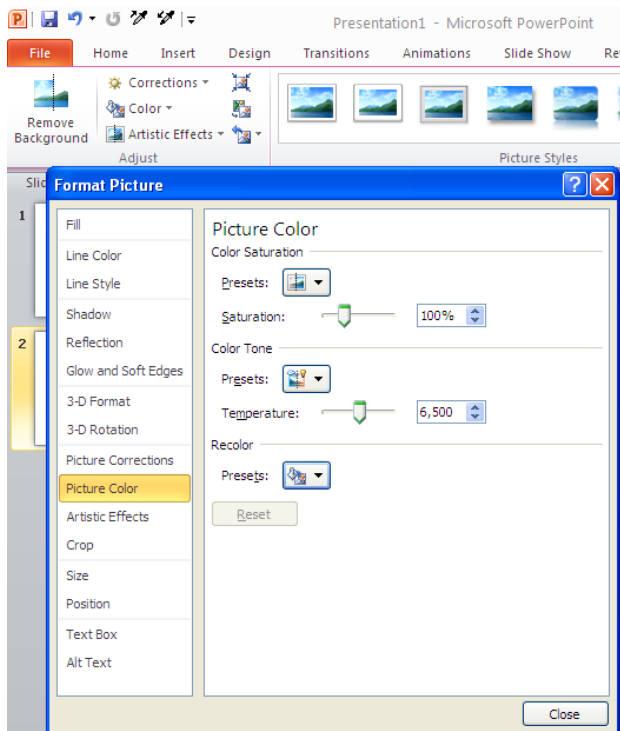 Presentation1 - Microsoft PowerPoint
File Home Insert Design Transitions Animations Slide Show
Remove
Background
Corrections
Color
Artistic Effects
Adjust
Picture Styles
Format Picture
1
2
Fill
Line Color
Line Style
Shadow
Reflection
Glow and Soft Edges
3-D Format
3-D Rotation
Picture Corrections
Picture Color
Artistic Effects
Crop
Size
Position
Text Box
Alt Text
Picture Color
Color Saturation
Presets:
Saturation: 100%
Color Tone
Presets:
Temperature: 6,500
Recolor
Presets:
Reset
Close